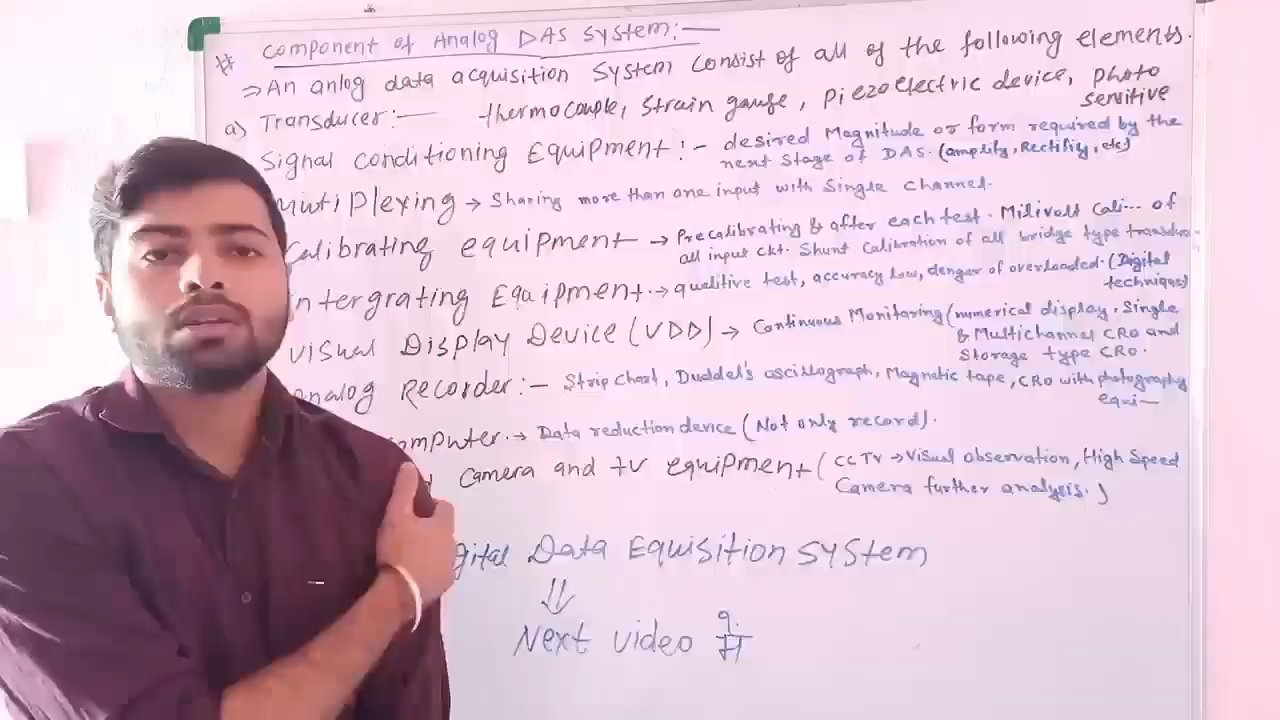 # Component of Analog DAS System:—
⇒ An anlog data acquisition System Consist of all of the following elements.
a) Transducer:— thermocouple, Strain gauge, Piezoelectric device, photo
sensitive
Signal Conditioning Equipment:- desired Magnitude or form required by the
next stage of DAS. (amplify, Rectifiy, etc)
Multiplexing → Sharing more than one input with Single Channel.
Calibrating equipment → Precalibrating & after each test. Milivolt Cali... of
all input ckt. Shunt Calibration of all bridge type transdu
intergrating Equipment.→ qualitive test, accuracy low, denger of overloaded. (Digital
techniques)
Visual Display Device (VDD) → Continuous Monitoring (numerical display, Single
& Multichannel CRO and
Storage type CRO.
Analog Recorder:- Strip Chart, Duddel's oscillograph, Magnetic tape, CRO with photography
equi—
omputer.→ Data reduction device (Not only record).
Camera and tv equipment (CCTV → Visual observation, High Speed
Camera further analysis.)
gital Data Equisition System
⇓
Next video में